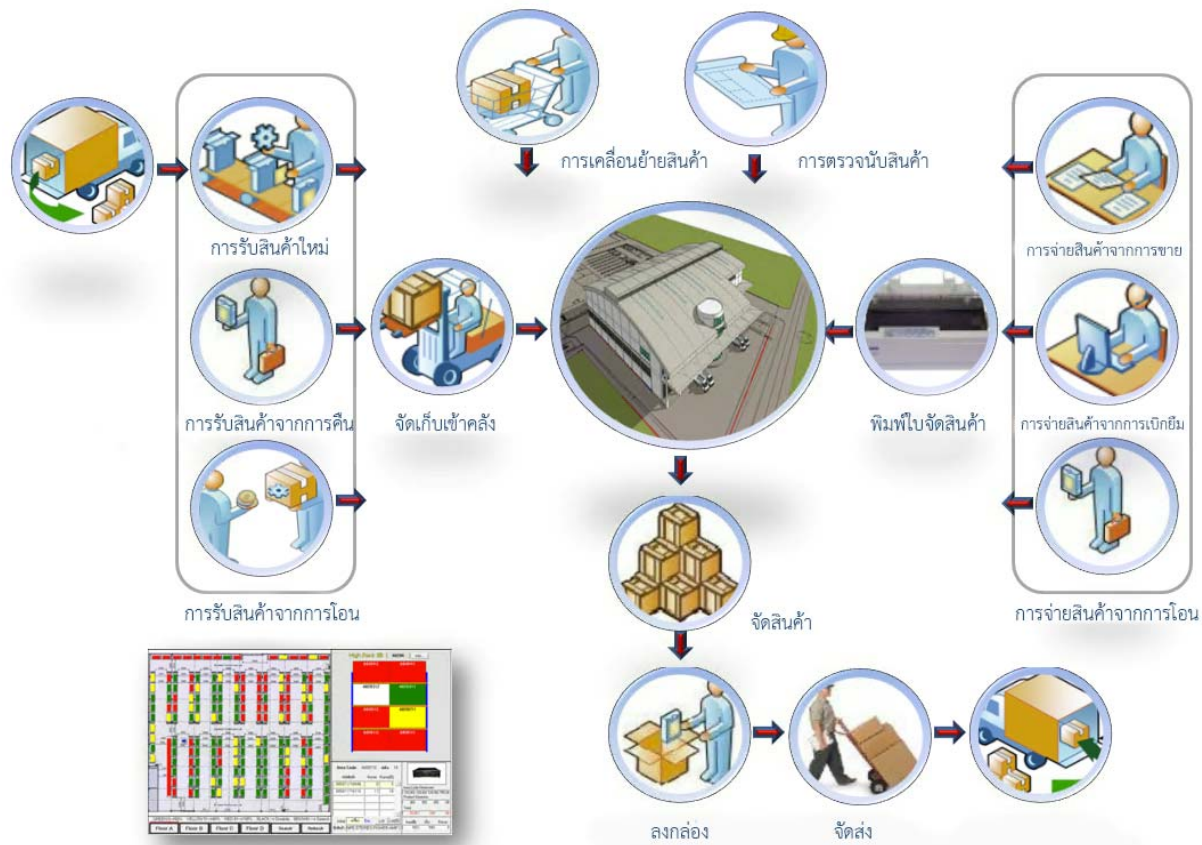 การเคลื่อนย้ายสินค้า
การตรวจนับสินค้า
การรับสินค้าใหม่
การจ่ายสินค้าจากการขาย
การรับสินค้าจากการคืน
จัดเก็บเข้าคลัง
พิมพ์ใบจัดสินค้า
การจ่ายสินค้าจากการเบิกยืม
การรับสินค้าจากการโอน
จัดสินค้า
การจ่ายสินค้าจากการโอน
High Rack
Floor A
Floor B
Floor C
Floor D
ลงกล่อง
จัดส่ง